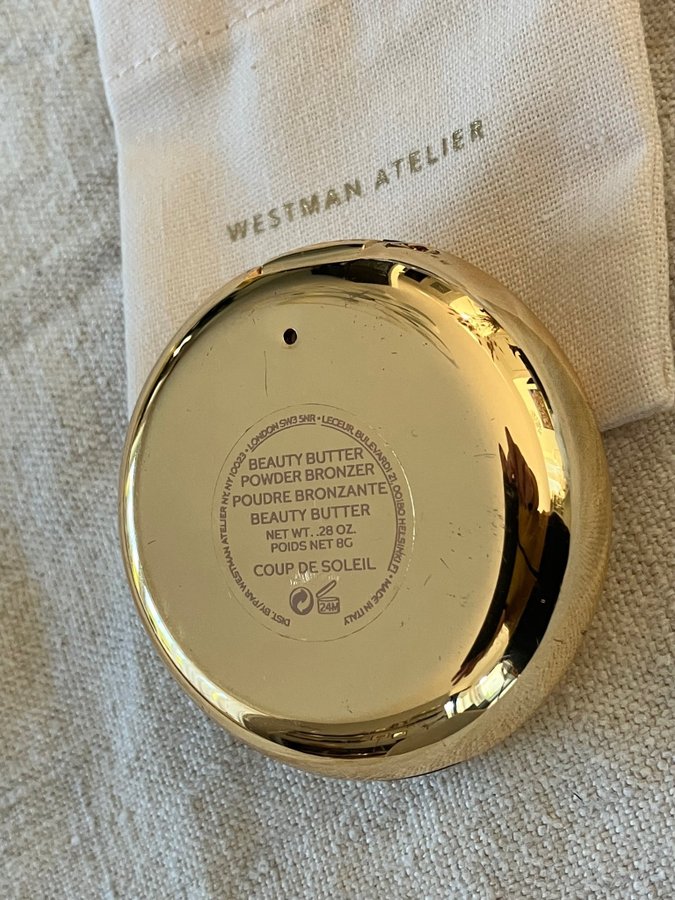 WESTMAN ATELIER
DIST. BY/PAR WESTMAN ATELIER NY, NY 10023 • LONDON SW3 5NR • LECEUR, BULEVARDI 21, 00180 HELSINKI FI • MADE IN ITALY
BEAUTY BUTTER
POWDER BRONZER
POUDRE BRONZANTE
BEAUTY BUTTER
NET WT. .28 OZ.
POIDS NET 8G
COUP DE SOLEIL
24M